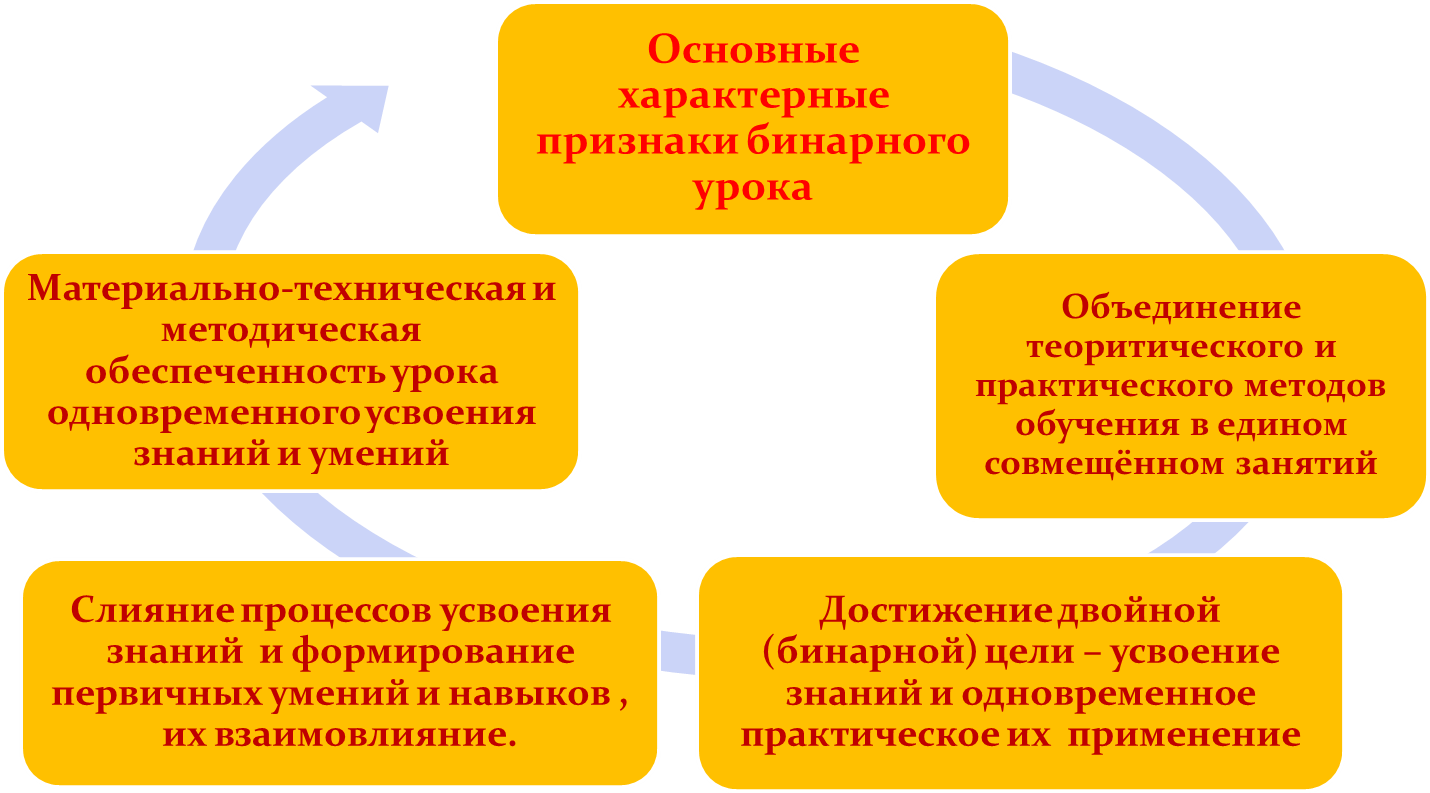 Основные
характерные
признаки бинарного
урока
Объединение
теоритического и
практического методов
обучения в едином
совмещённом занятий
Достижение двойной
(бинарной) цели – усвоение
знаний и одновременное
практическое их применение
Слияние процессов усвоения
знаний и формирование
первичных умений и навыков ,
их взаимовлияние.
Материально-техническая и
методическая
обеспеченность урока
одновременного усвоения
знаний и умений